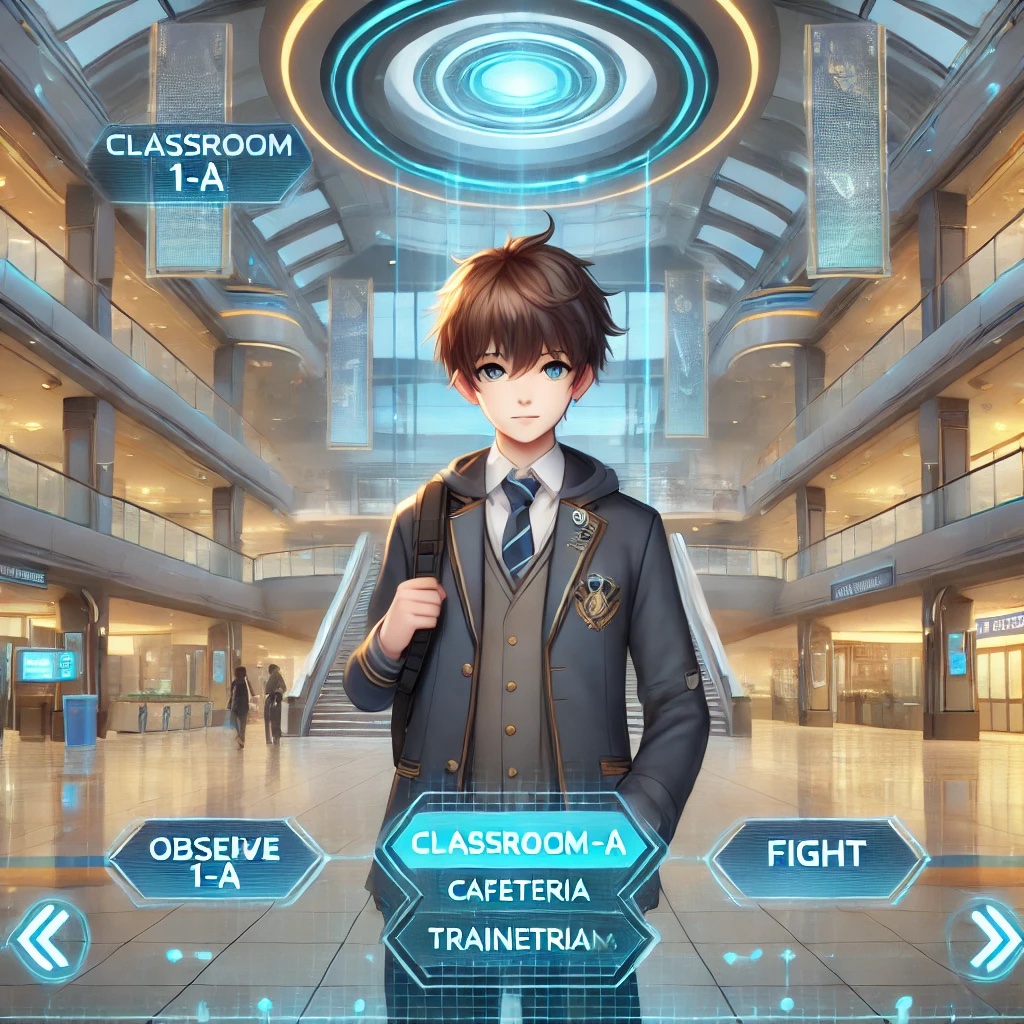 CLASSROOM
1-A
OBSEIVE
1-A
CLASSROOM-A
CAFETERIA
TRAINETRIAM
FIGHT